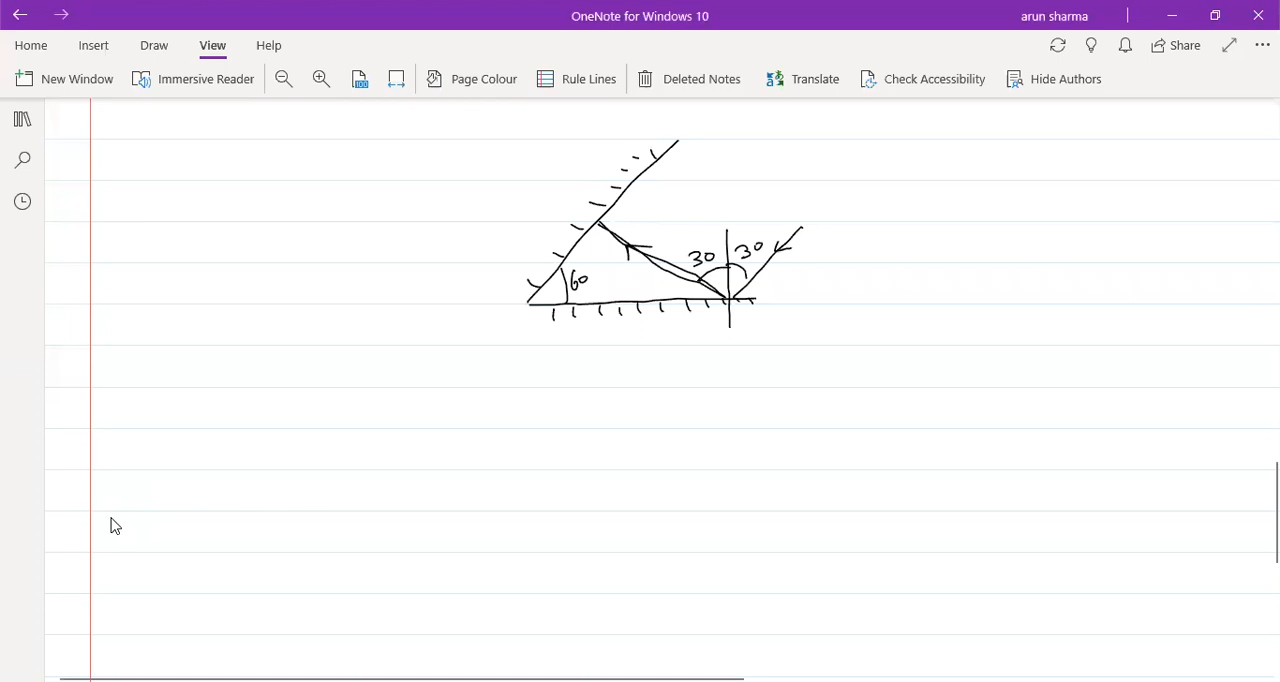 OneNote for Windows 10
arun sharma
Home Insert Draw View Help
Share
New Window Immersive Reader 100 Page Colour Rule Lines Deleted Notes Translate Check Accessibility Hide Authors
30 30
60